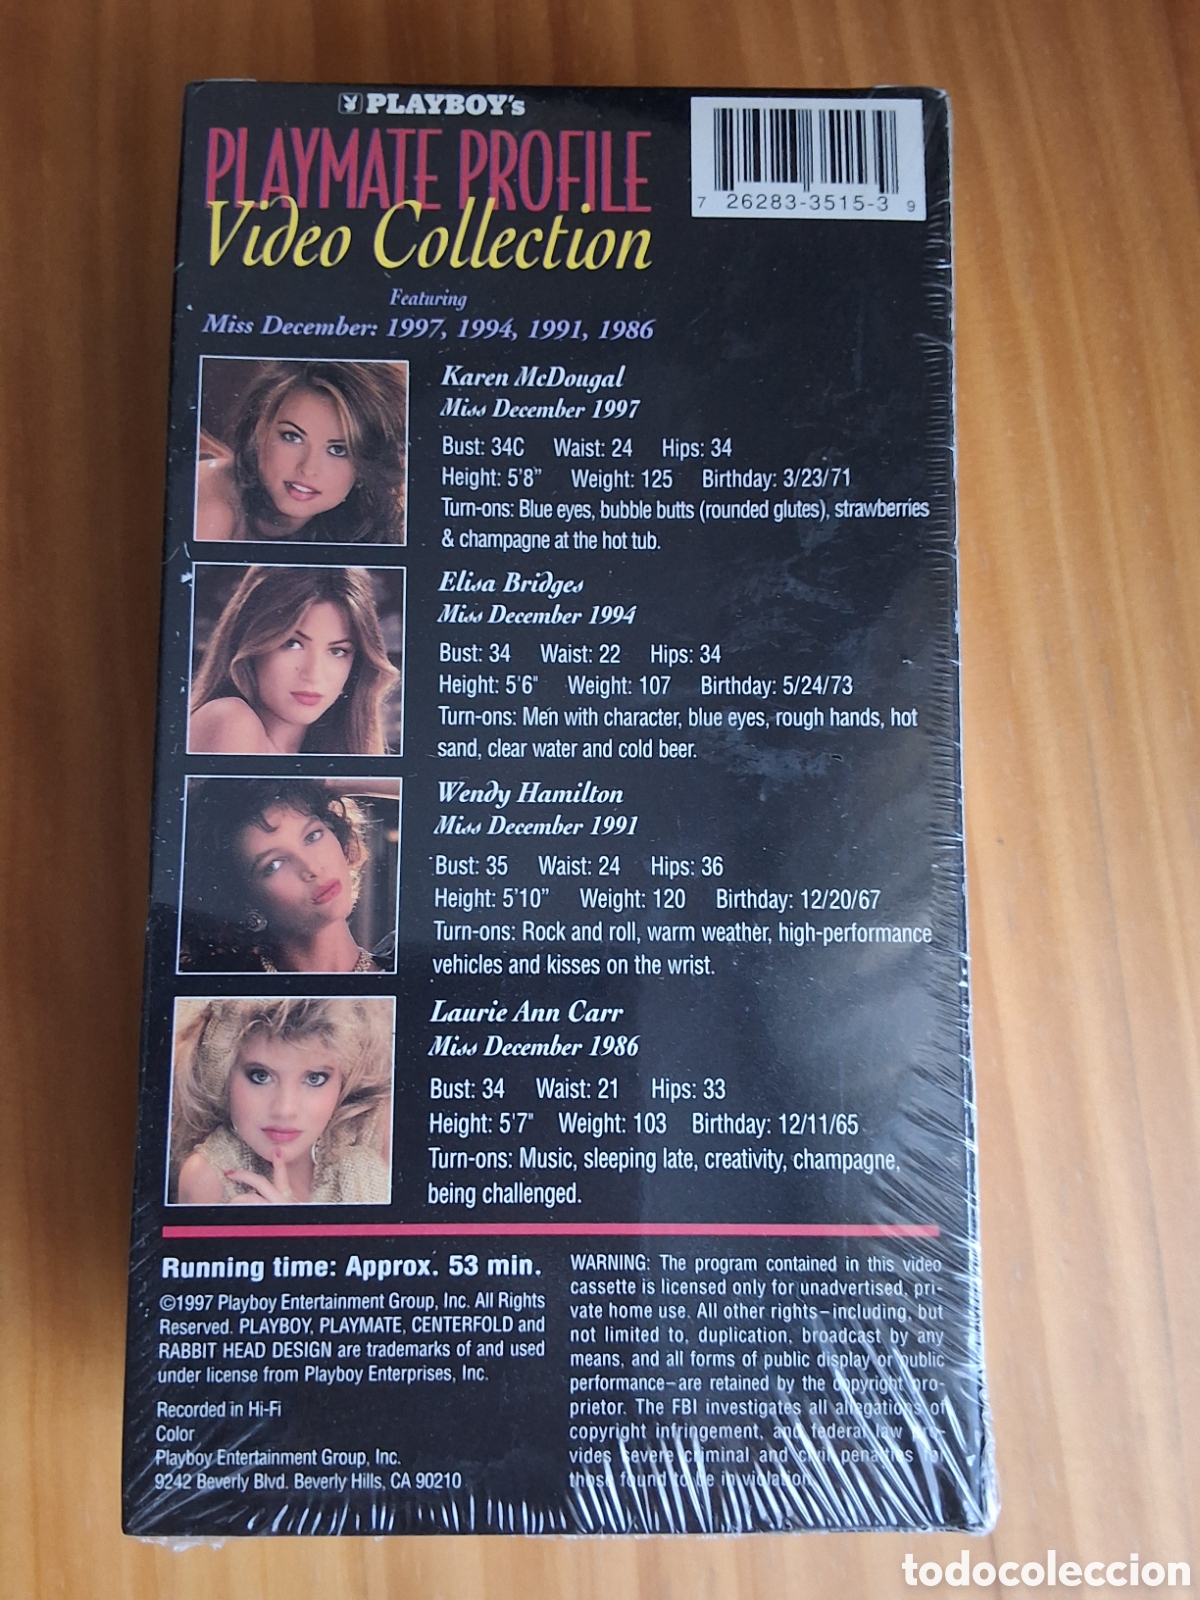 PLAYBOY's
PLAYMATE PROFILE
Video Collection
7 26283-3515-3 9
Featuring
Miss December: 1997, 1994, 1991, 1986
Karen McDougal
Miss December 1997
Bust: 34C Waist: 24 Hips: 34
Height: 5'8" Weight: 125 Birthday: 3/23/71
Turn-ons: Blue eyes, bubble butts (rounded glutes), strawberries
& champagne at the hot tub.
Elisa Bridges
Miss December 1994
Bust: 34 Waist: 22 Hips: 34
Height: 5'6" Weight: 107 Birthday: 5/24/73
Turn-ons: Men with character, blue eyes, rough hands, hot
sand, clear water and cold beer.
Wendy Hamilton
Miss December 1991
Bust: 35 Waist: 24 Hips: 36
Height: 5'10" Weight: 120 Birthday: 12/20/67
Turn-ons: Rock and roll, warm weather, high-performance
vehicles and kisses on the wrist.
Laurie Ann Carr
Miss December 1986
Bust: 34 Waist: 21 Hips: 33
Height: 5'7" Weight: 103 Birthday: 12/11/65
Turn-ons: Music, sleeping late, creativity, champagne,
being challenged.
Running time: Approx. 53 min.
©1997 Playboy Entertainment Group, Inc. All Rights
Reserved. PLAYBOY, PLAYMATE, CENTERFOLD and
RABBIT HEAD DESIGN are trademarks of and used
under license from Playboy Enterprises, Inc.
Recorded in Hi-Fi
Color
Playboy Entertainment Group, Inc.
9242 Beverly Blvd. Beverly Hills, CA 90210
WARNING: The program contained in this video
cassette is licensed only for unadvertised, pri-
vate home use. All other rights–including, but
not limited to, duplication, broadcast by any
means, and all forms of public display or public
performance–are retained by the copyright pro-
prietor. The FBI investigates all allegations of
copyright infringement, and federal law pro-
vides severe criminal and civil penalties for
those found to be in violation.
todocoleccion